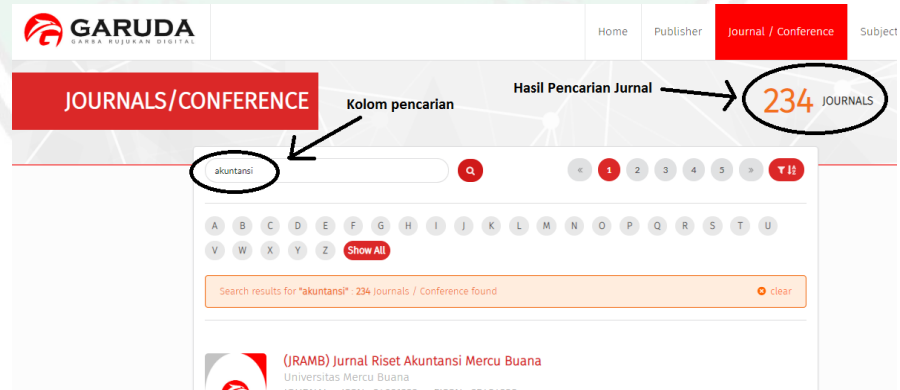 GARUDA
GARBA RUJUKAN DIGITAL
Home Publisher Journal / Conference Subject
JOURNALS/CONFERENCE
Kolom pencarian
Hasil Pencarian Jurnal
234 JOURNALS
akuntansi
« 1 2 3 4 5 »
A B C D E F G H I J K L M N O P Q R S T U
V W X Y Z Show All
Search results for "akuntansi" : 234 Journals / Conference found
clear
(JRAMB) Jurnal Riset Akuntansi Mercu Buana
Universitas Mercu Buana